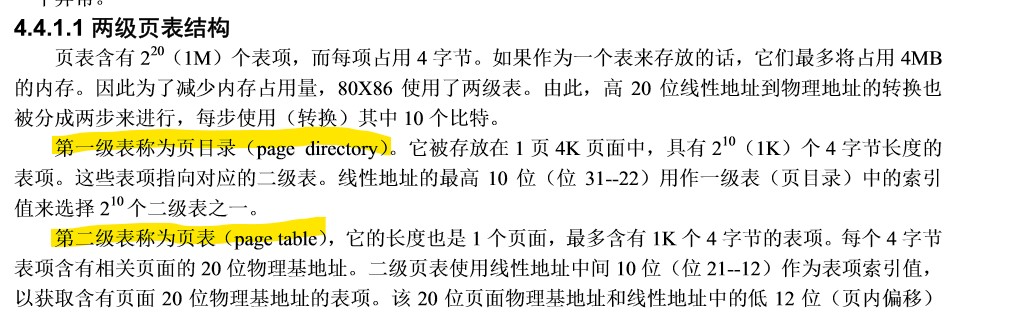 4.4.1.1 两级页表结构
页表含有 2²⁰（1M）个表项，而每项占用 4 字节。如果作为一个表来存放的话，它们最多将占用 4MB
的内存。因此为了减少内存占用量，80X86 使用了两级表。由此，高 20 位线性地址到物理地址的转换也
被分成两步来进行，每步使用（转换）其中 10 个比特。
第一级表称为页目录（page directory）。它被存放在 1 页 4K 页面中，具有 2¹⁰（1K）个 4 字节长度的
表项。这些表项指向对应的二级表。线性地址的最高 10 位（位 31--22）用作一级表（页目录）中的索引
值来选择 2¹⁰ 个二级表之一。
第二级表称为页表（page table），它的长度也是 1 个页面，最多含有 1K 个 4 字节的表项。每个 4 字节
表项含有相关页面的 20 位物理基地址。二级页表使用线性地址中间 10 位（位 21--12）作为表项索引值，
以获取含有页面 20 位物理基地址的表项。该 20 位页面物理基地址和线性地址中的低 12 位（页内偏移）